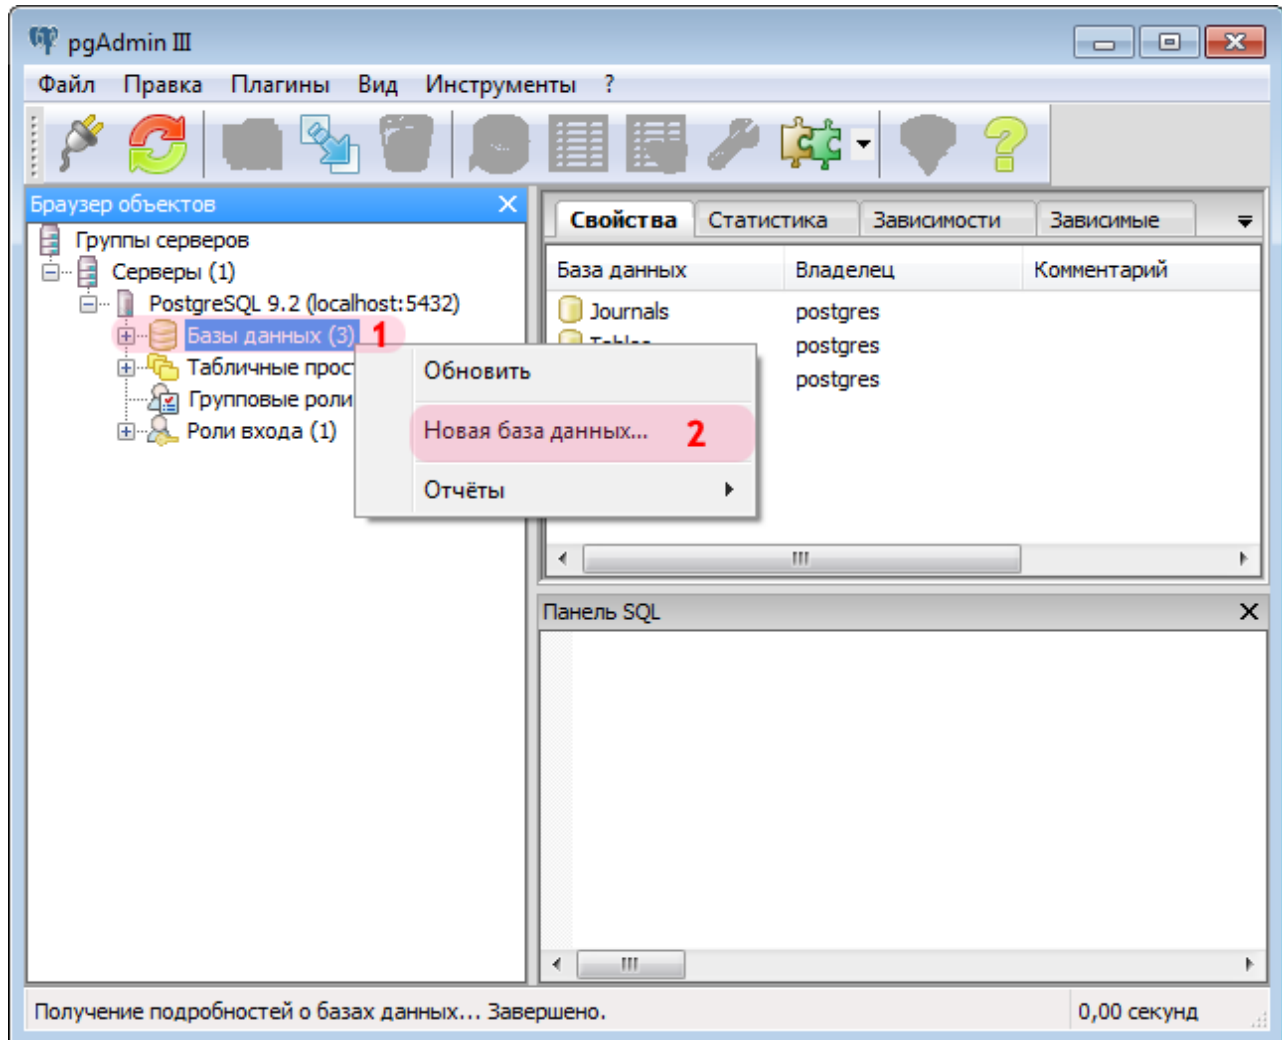 pgAdmin III
Файл Правка Плагины Вид Инструменты ?
Браузер объектов
Группы серверов
Серверы (1)
PostgreSQL 9.2 (localhost:5432)
Базы данных (3) 1
Табличные прос
Групповые роли
Роли входа (1)
Обновить
Новая база данных... 2
Отчёты
Свойства Статистика Зависимости Зависимые
База данных Владелец Комментарий
Journals postgres
Tables postgres
postgres
Панель SQL
Получение подробностей о базах данных... Завершено. 0,00 секунд